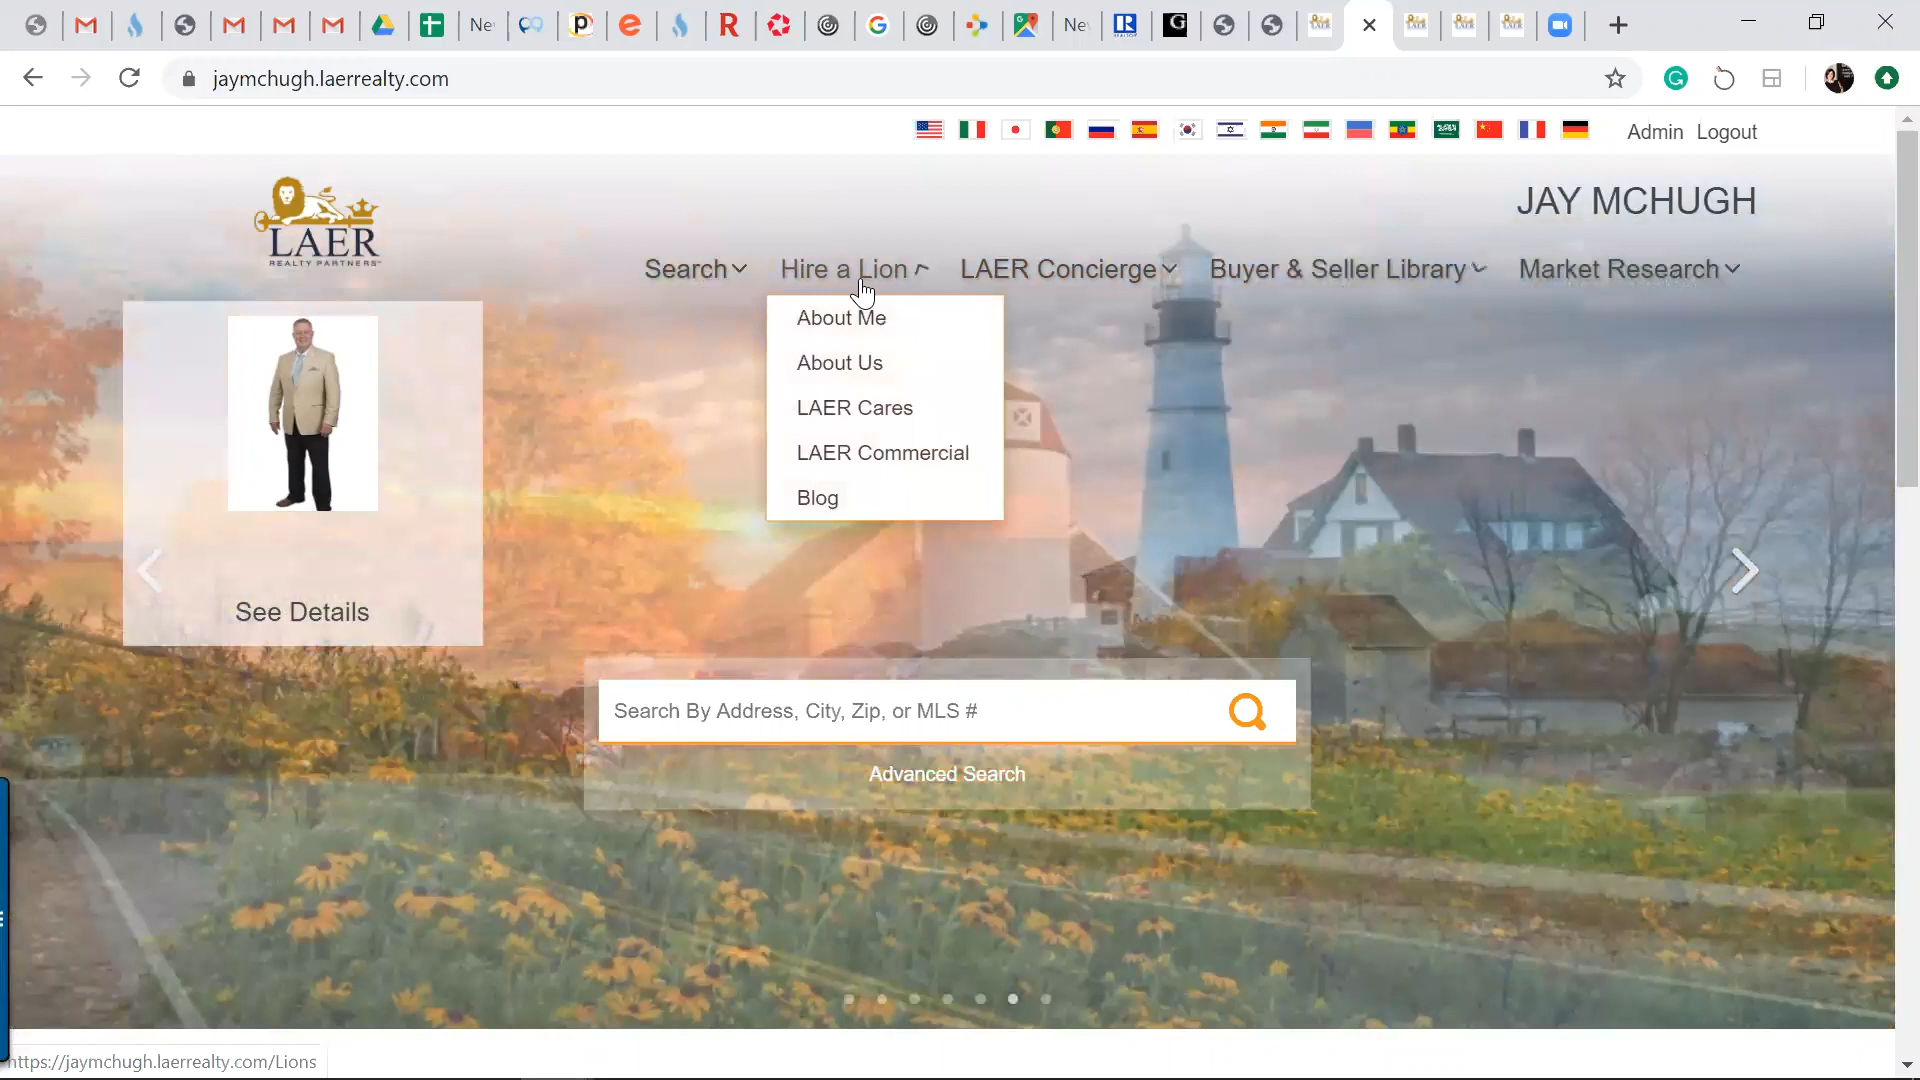 Ne
Ne
jaymchugh.laerrealty.com
Admin Logout
LAER
REALTY PARTNERS
JAY MCHUGH
Search Hire a Lion LAER Concierge Buyer & Seller Library Market Research
About Me
About Us
LAER Cares
LAER Commercial
Blog
See Details
Search By Address, City, Zip, or MLS #
Advanced Search
https://jaymchugh.laerrealty.com/Lions